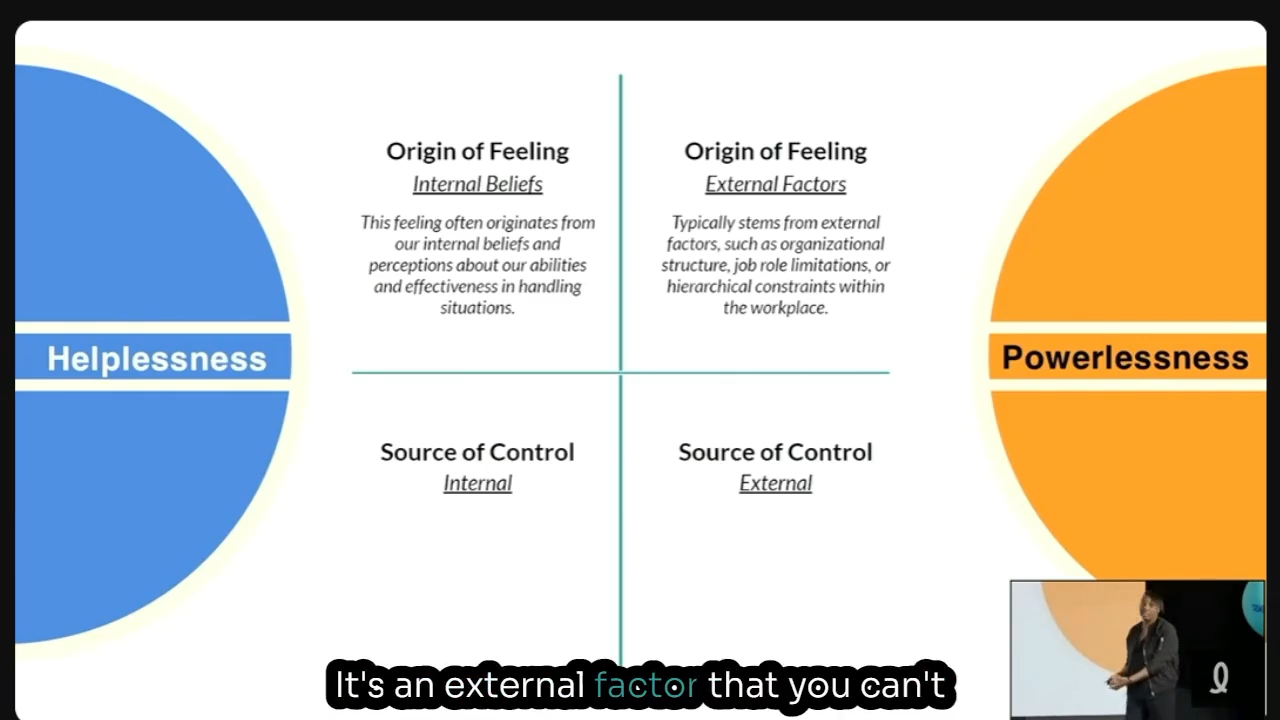 Origin of Feeling
Internal Beliefs
This feeling often originates from
our internal beliefs and
perceptions about our abilities
and effectiveness in handling
situations.
Origin of Feeling
External Factors
Typically stems from external
factors, such as organizational
structure, job role limitations, or
hierarchical constraints within
the workplace.
Helplessness
Powerlessness
Source of Control
Internal
Source of Control
External
It's an external factor that you can't